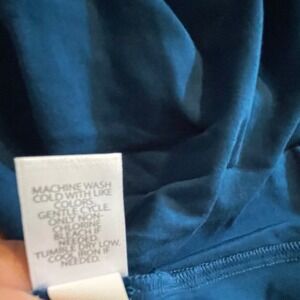 MACHINE WASH
COLD WITH LIKE
COLORS.
GENTLE CYCLE.
ONLY NON-
CHLORINE
BLEACH IF
NEEDED.
TUMBLE DRY LOW.
COOL IRON IF
NEEDED.